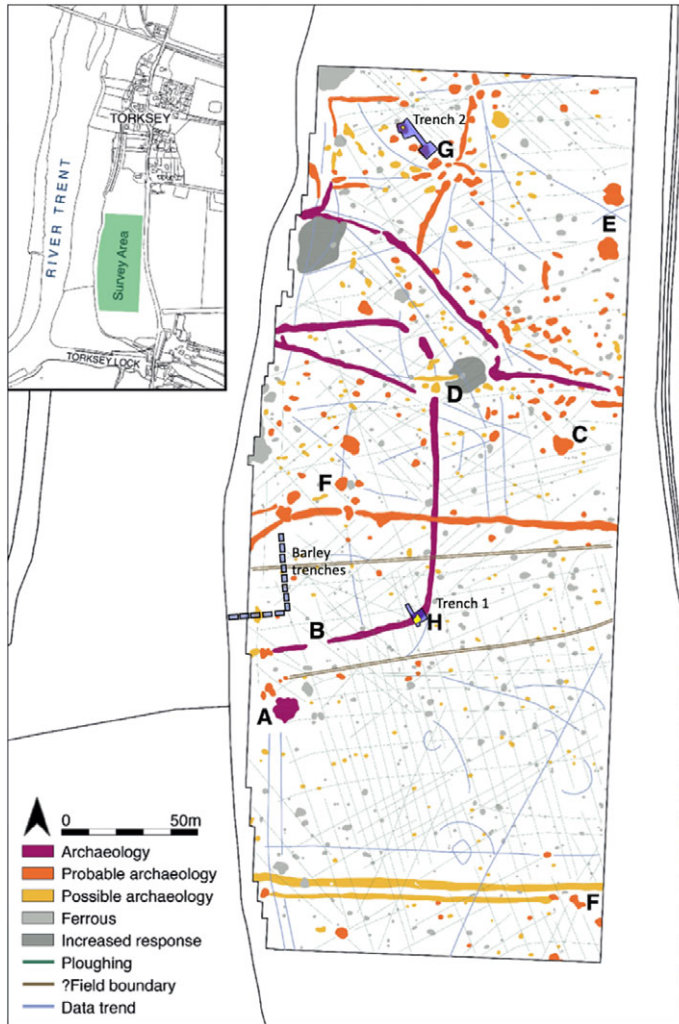 TORKSEY
RIVER TRENT
Survey Area
TORKSEY LOCK
Trench 2
G
E
D
C
F
Barley
trenches
Trench 1
H
B
A
F
0 50m
Archaeology
Probable archaeology
Possible archaeology
Ferrous
Increased response
Ploughing
?Field boundary
Data trend